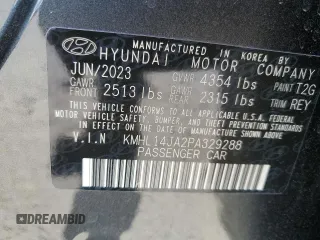 MANUFACTURED IN KOREA BY
HYUNDAI MOTOR COMPANY
JUN/2023 GVWR 4354 lbs PAINT T2G
GAWR FRONT 2513 lbs GAWR REAR 2315 lbs TRIM REY
THIS VEHICLE CONFORMS TO ALL APPLICABLE
FEDERAL MOTOR VEHICLE SAFETY, BUMPER, AND
THEFT PREVENTION STANDARDS IN EFFECT ON
THE DATE OF MANUFACTURE SHOWN ABOVE.
V.I.N KMHL14JA2PA329288
PASSENGER CAR
DREAMBID